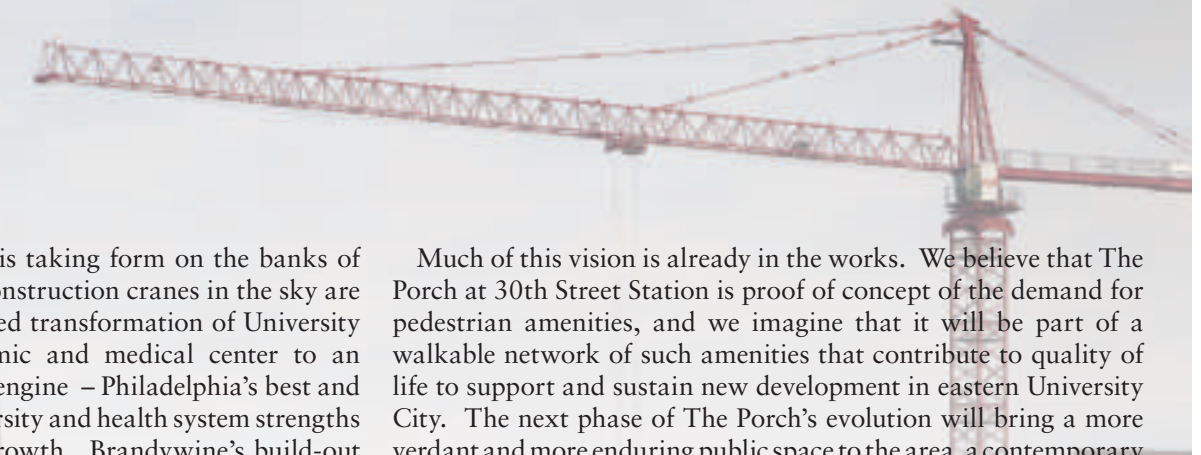 is taking form on the banks of
onstruction cranes in the sky are
ed transformation of University
mic and medical center to an
engine – Philadelphia’s best and
rsity and health system strengths
rowth. Brandywine’s build-out
Much of this vision is already in the works. We believe that The
Porch at 30th Street Station is proof of concept of the demand for
pedestrian amenities, and we imagine that it will be part of a
walkable network of such amenities that contribute to quality of
life to support and sustain new development in eastern University
City. The next phase of The Porch’s evolution will bring a more
verdant and more enduring public space to the area, a contemporary